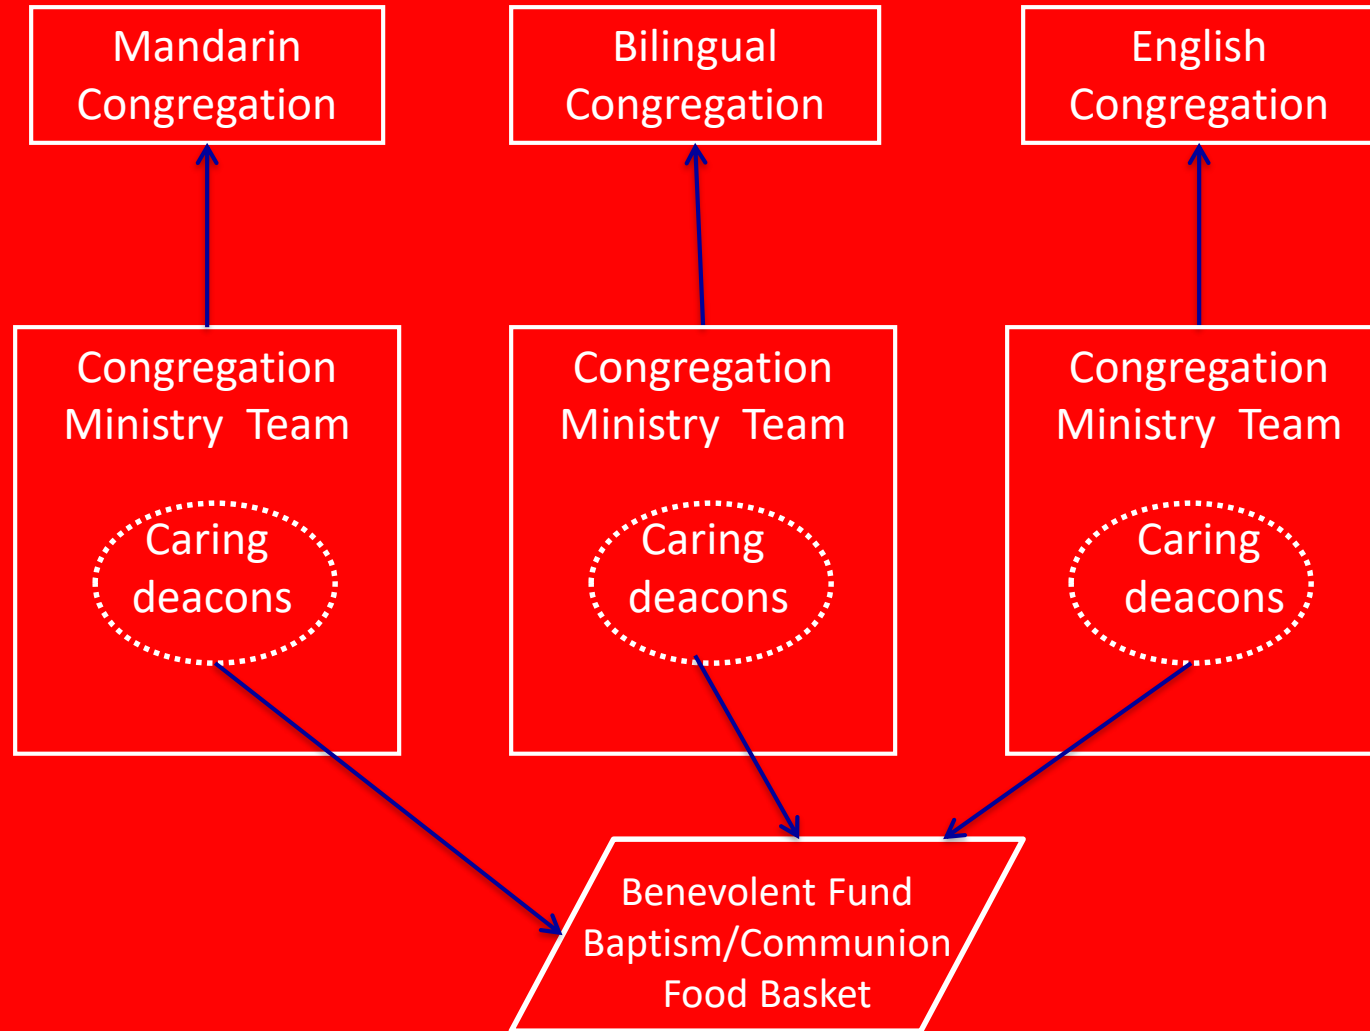 Mandarin
Congregation
Bilingual
Congregation
English
Congregation
Congregation
Ministry Team
Caring
deacons
Congregation
Ministry Team
Caring
deacons
Congregation
Ministry Team
Caring
deacons
Benevolent Fund
Baptism/Communion
Food Basket